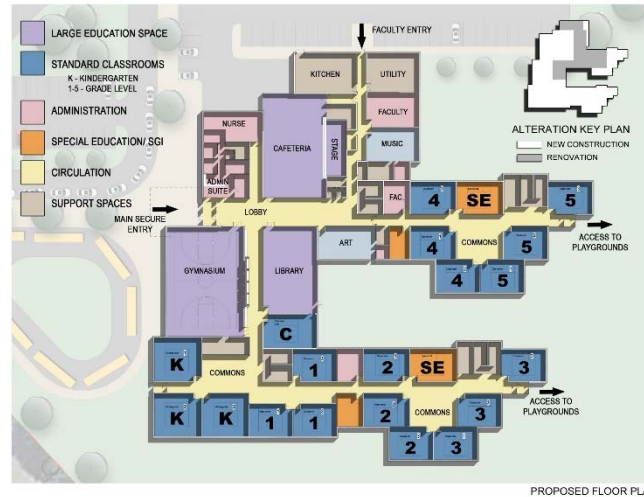 FACULTY ENTRY
LARGE EDUCATION SPACE
STANDARD CLASSROOMS
K - KINDERGARTEN
1-5 - GRADE LEVEL
ADMINISTRATION
SPECIAL EDUCATION/ SGI
CIRCULATION
SUPPORT SPACES
KITCHEN
UTILITY
FACULTY
MUSIC
NURSE
CAFETERIA
STAGE
ADMIN
SUITE
ALTERATION KEY PLAN
NEW CONSTRUCTION
RENOVATION
MAIN SECURE
ENTRY
LOBBY
FAC.
4
SE
5
ACCESS TO
PLAYGROUNDS
GYMNASIUM
LIBRARY
ART
4
COMMONS
5
4
5
C
K
COMMONS
1
2
SE
3
ACCESS TO
PLAYGROUNDS
K
K
1
1
2
COMMONS
3
2
3
PROPOSED FLOOR PL